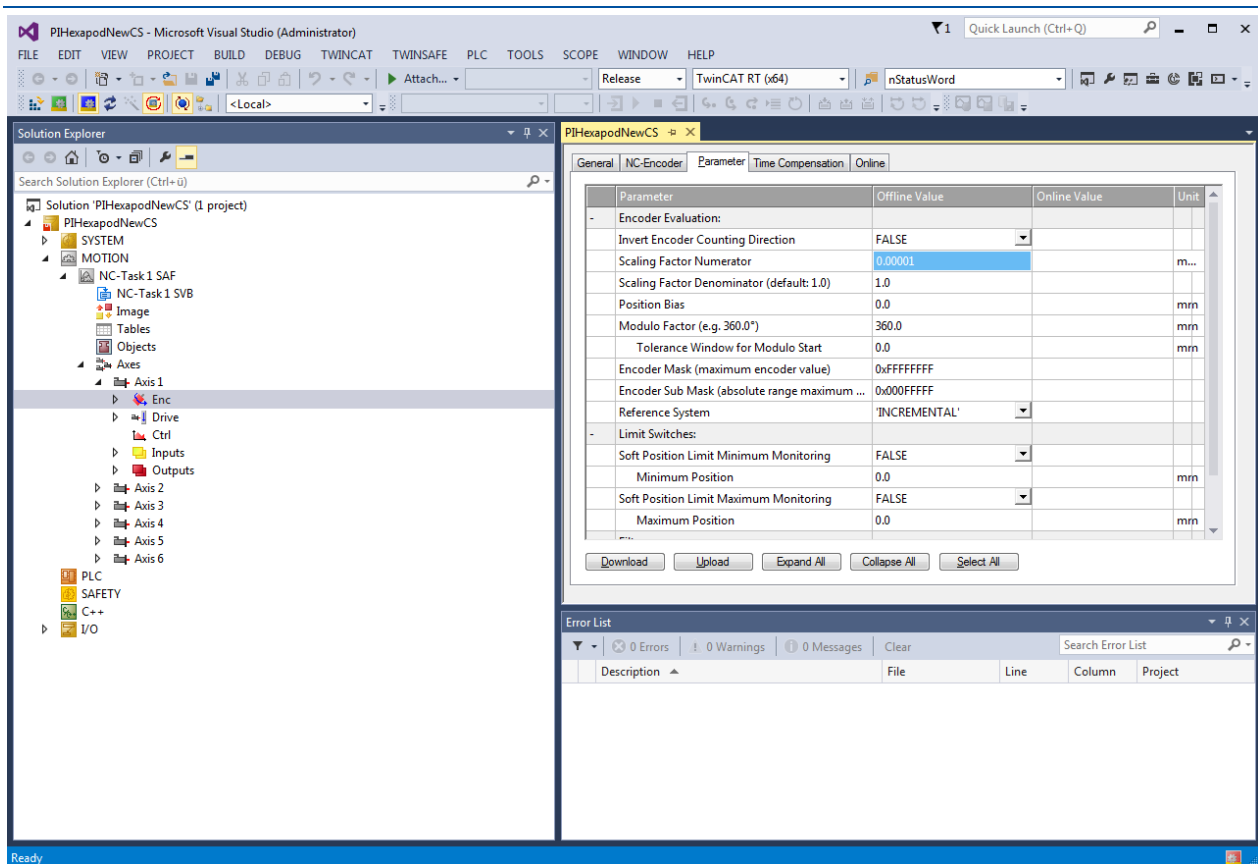 PIHexapodNewCS - Microsoft Visual Studio (Administrator)
1
Quick Launch (Ctrl+Q)
FILE EDIT VIEW PROJECT BUILD DEBUG TWINCAT TWINSAFE PLC TOOLS SCOPE WINDOW HELP
Attach... Release TwinCAT RT (x64) nStatusWord
<Local>
Solution Explorer
Search Solution Explorer (Ctrl+ü)
Solution 'PIHexapodNewCS' (1 project)
PIHexapodNewCS
SYSTEM
MOTION
NC-Task 1 SAF
NC-Task 1 SVB
Image
Tables
Objects
Axes
Axis 1
Enc
Drive
Ctrl
Inputs
Outputs
Axis 2
Axis 3
Axis 4
Axis 5
Axis 6
PLC
SAFETY
C++
I/O
PIHexapodNewCS
General NC-Encoder Parameter Time Compensation Online
Parameter Offline Value Online Value Unit
- Encoder Evaluation:
Invert Encoder Counting Direction FALSE
Scaling Factor Numerator 0.00001 m...
Scaling Factor Denominator (default: 1.0) 1.0
Position Bias 0.0 mm
Modulo Factor (e.g. 360.0°) 360.0 mm
Tolerance Window for Modulo Start 0.0 mm
Encoder Mask (maximum encoder value) 0xFFFFFFFF
Encoder Sub Mask (absolute range maximum ... 0x000FFFFF
Reference System 'INCREMENTAL'
- Limit Switches:
Soft Position Limit Minimum Monitoring FALSE
Minimum Position 0.0 mm
Soft Position Limit Maximum Monitoring FALSE
Maximum Position 0.0 mm
Download Upload Expand All Collapse All Select All
Error List
0 Errors 0 Warnings 0 Messages Clear Search Error List
Description File Line Column Project
Ready